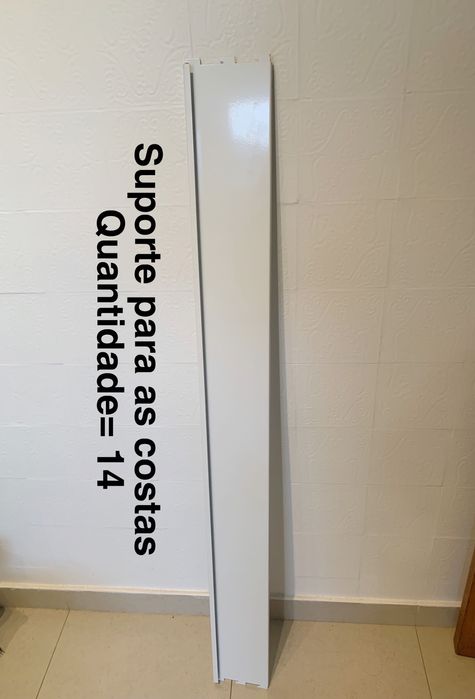 Suporte para as costas
Quantidade= 14